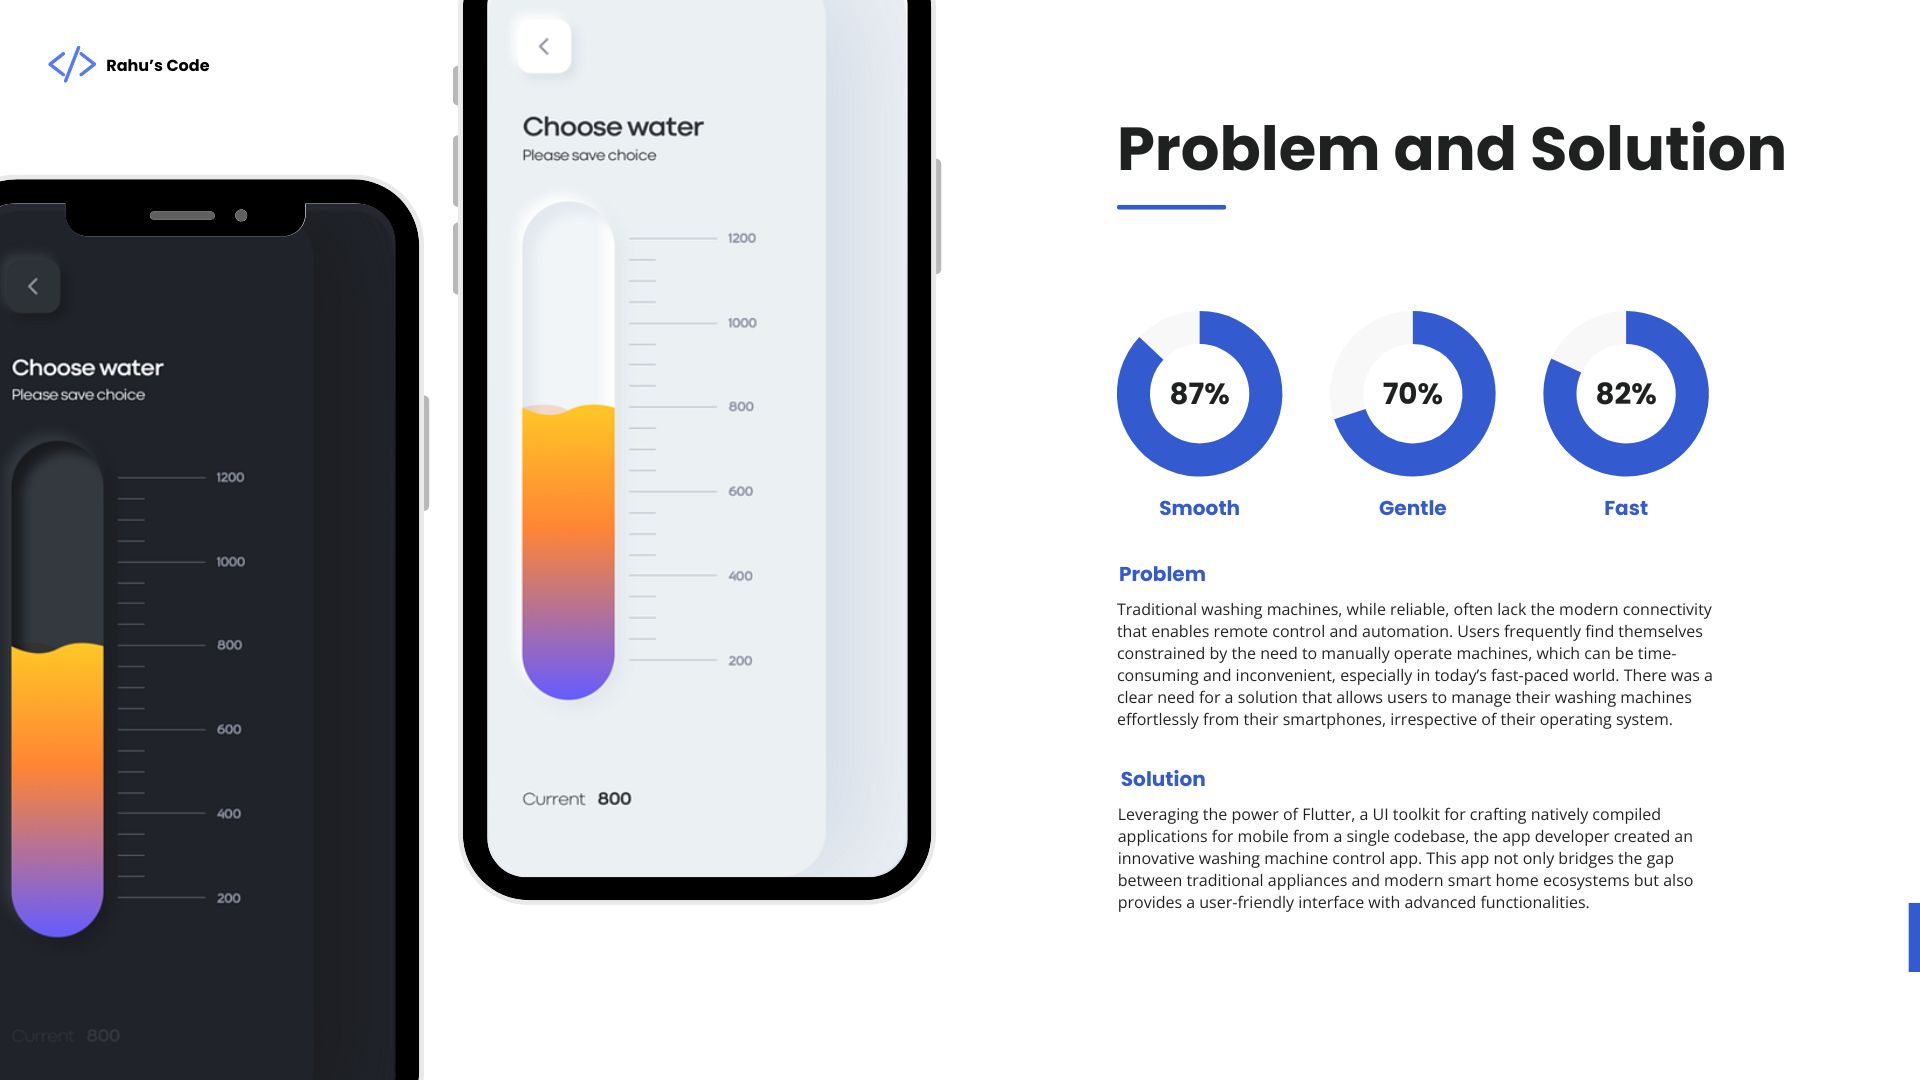 Rahu’s Code
Choose water
Please save choice
1200
1000
800
600
400
200
Current 800
Choose water
Please save choice
1200
1000
800
600
400
200
Current 800
Problem and Solution
87%
70%
82%
Smooth
Gentle
Fast
Problem
Traditional washing machines, while reliable, often lack the modern connectivity
that enables remote control and automation. Users frequently find themselves
constrained by the need to manually operate machines, which can be time-
consuming and inconvenient, especially in today’s fast-paced world. There was a
clear need for a solution that allows users to manage their washing machines
effortlessly from their smartphones, irrespective of their operating system.
Solution
Leveraging the power of Flutter, a UI toolkit for crafting natively compiled
applications for mobile from a single codebase, the app developer created an
innovative washing machine control app. This app not only bridges the gap
between traditional appliances and modern smart home ecosystems but also
provides a user-friendly interface with advanced functionalities.